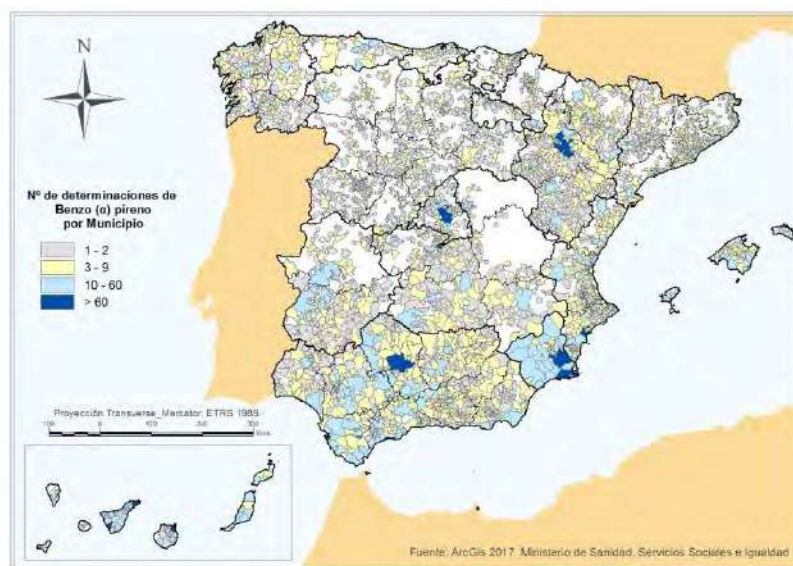 N
Nº de determinaciones de
Benzo (α) pireno
por Municipio
1 - 2
3 - 9
10 - 60
> 60
Proyección Transverse_Mercator. ETRS 1989.
Fuente: ArcGis 2017. Ministerio de Sanidad, Servicios Sociales e Igualdad